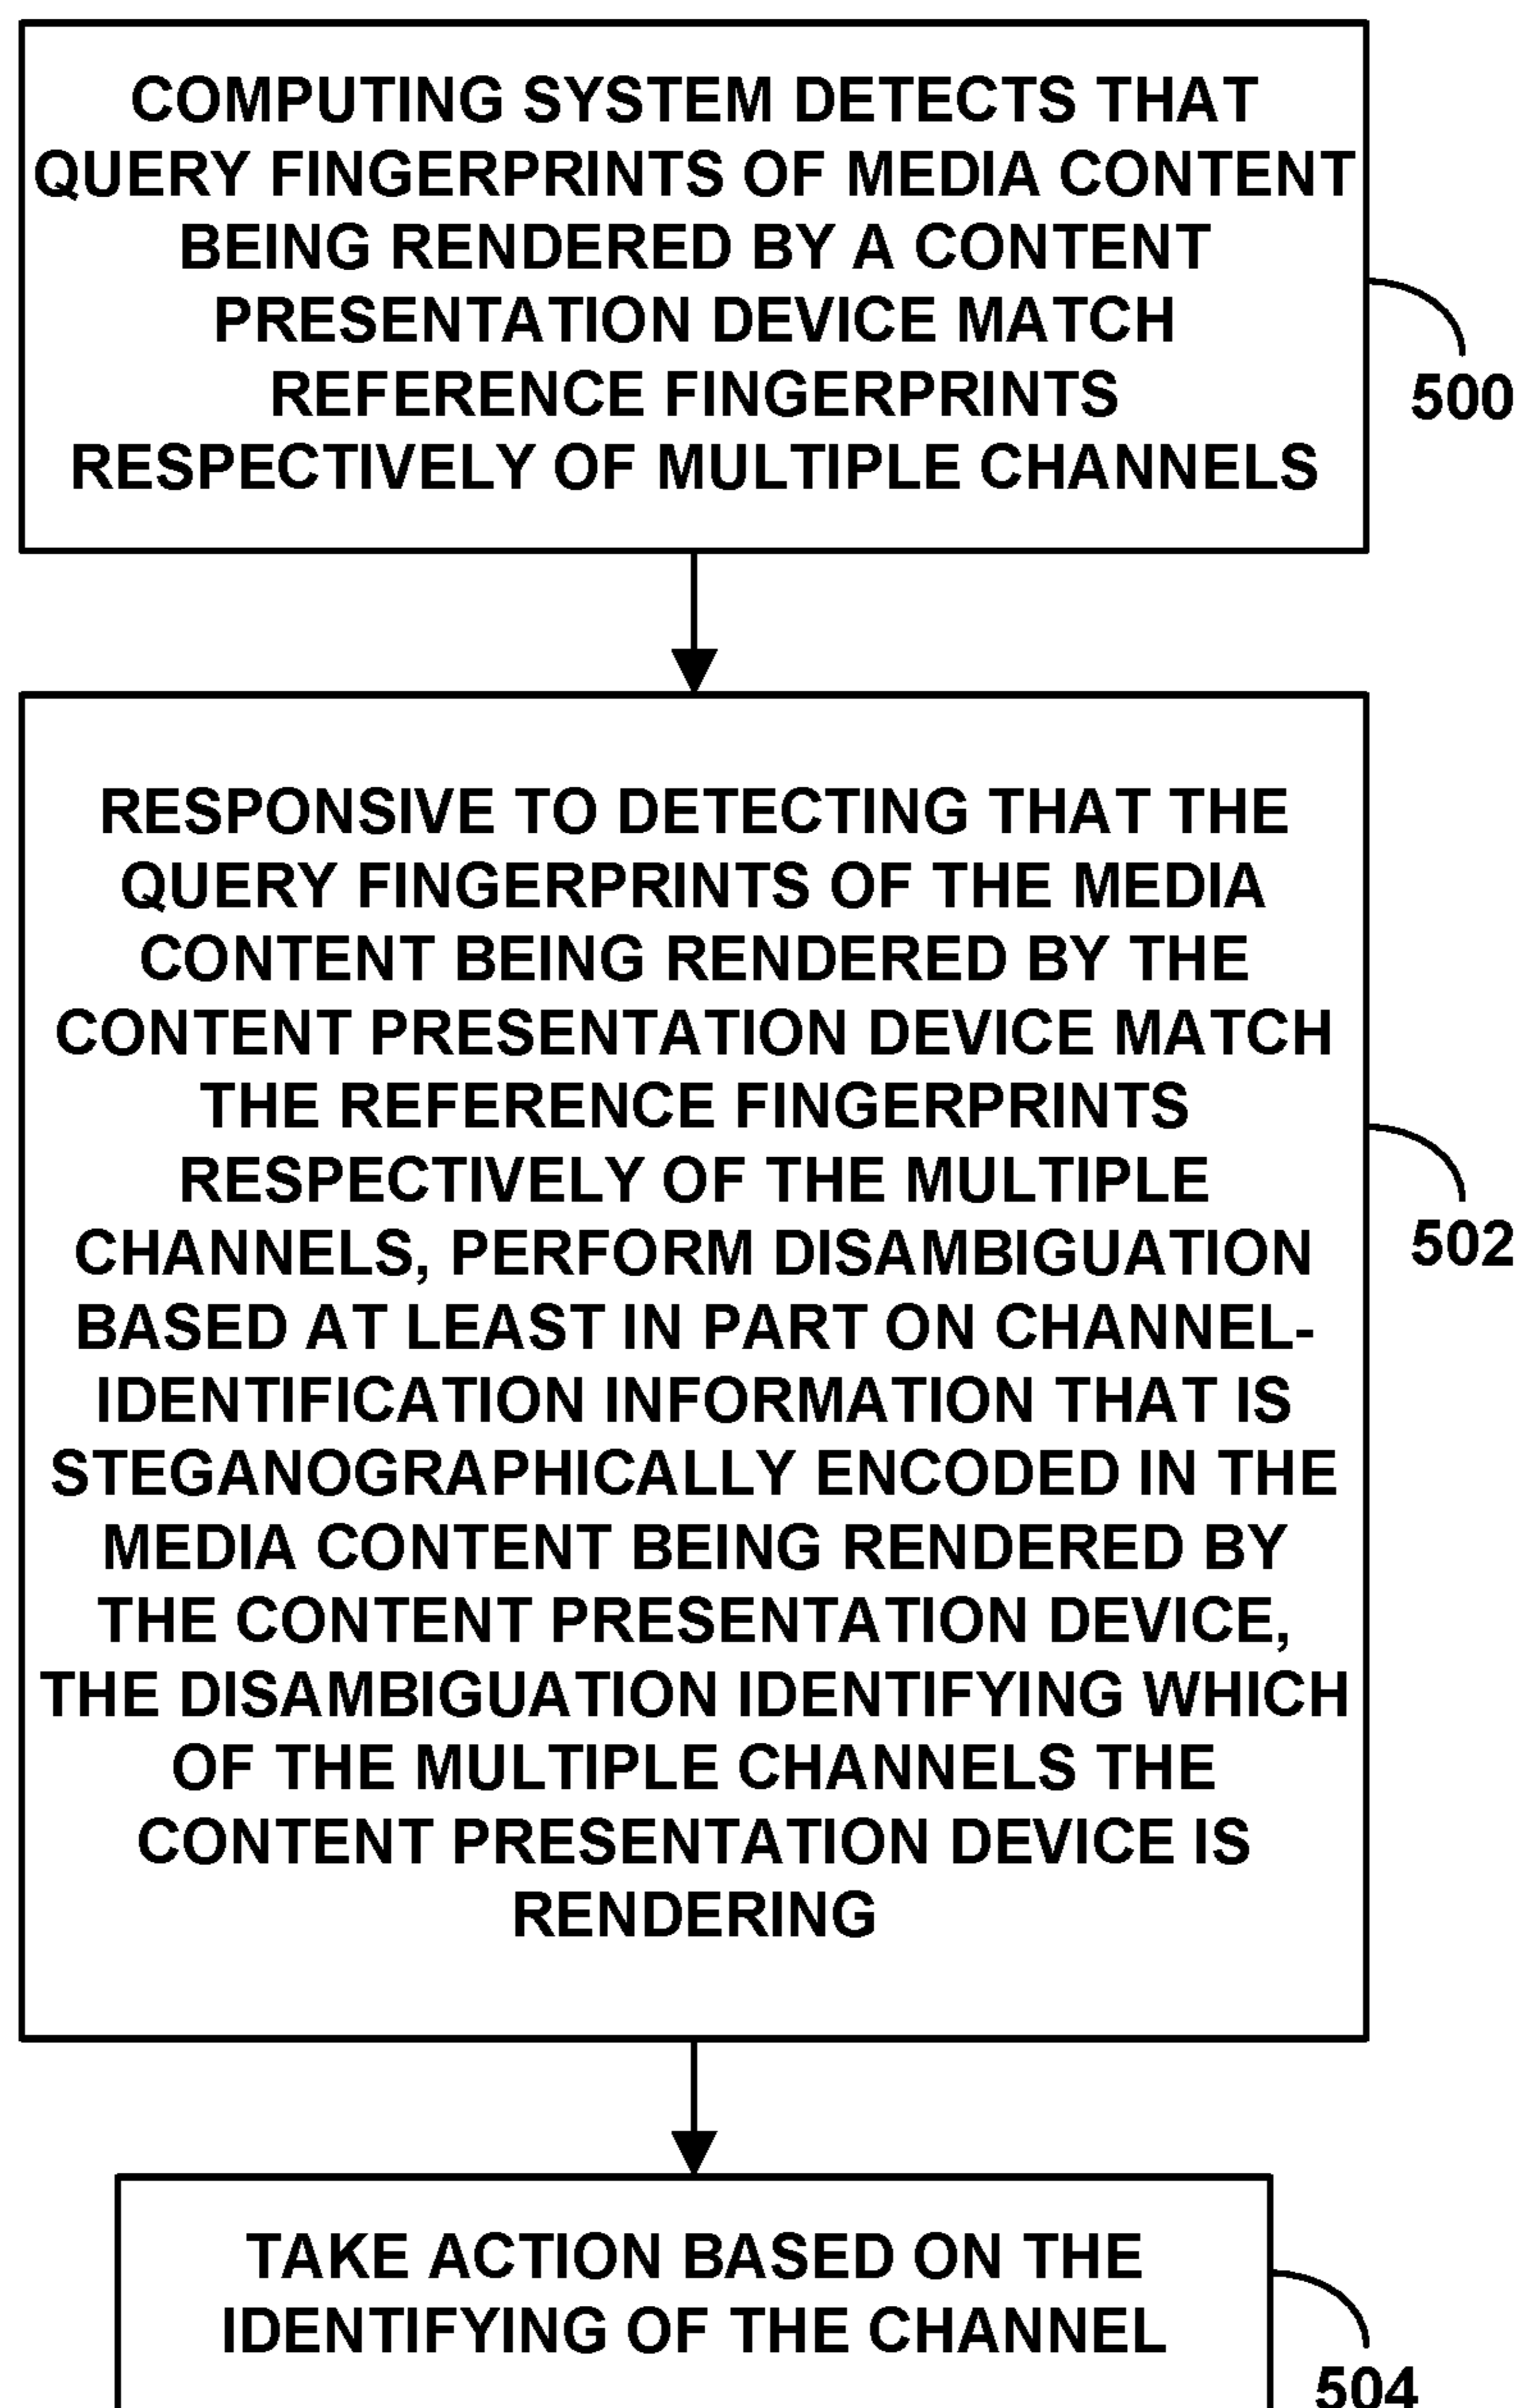 COMPUTING SYSTEM DETECTS THAT
QUERY FINGERPRINTS OF MEDIA CONTENT
BEING RENDERED BY A CONTENT
PRESENTATION DEVICE MATCH
REFERENCE FINGERPRINTS
RESPECTIVELY OF MULTIPLE CHANNELS
500
RESPONSIVE TO DETECTING THAT THE
QUERY FINGERPRINTS OF THE MEDIA
CONTENT BEING RENDERED BY THE
CONTENT PRESENTATION DEVICE MATCH
THE REFERENCE FINGERPRINTS
RESPECTIVELY OF THE MULTIPLE
CHANNELS, PERFORM DISAMBIGUATION
BASED AT LEAST IN PART ON CHANNEL-
IDENTIFICATION INFORMATION THAT IS
STEGANOGRAPHICALLY ENCODED IN THE
MEDIA CONTENT BEING RENDERED BY
THE CONTENT PRESENTATION DEVICE,
THE DISAMBIGUATION IDENTIFYING WHICH
OF THE MULTIPLE CHANNELS THE
CONTENT PRESENTATION DEVICE IS
RENDERING
502
TAKE ACTION BASED ON THE
IDENTIFYING OF THE CHANNEL
504